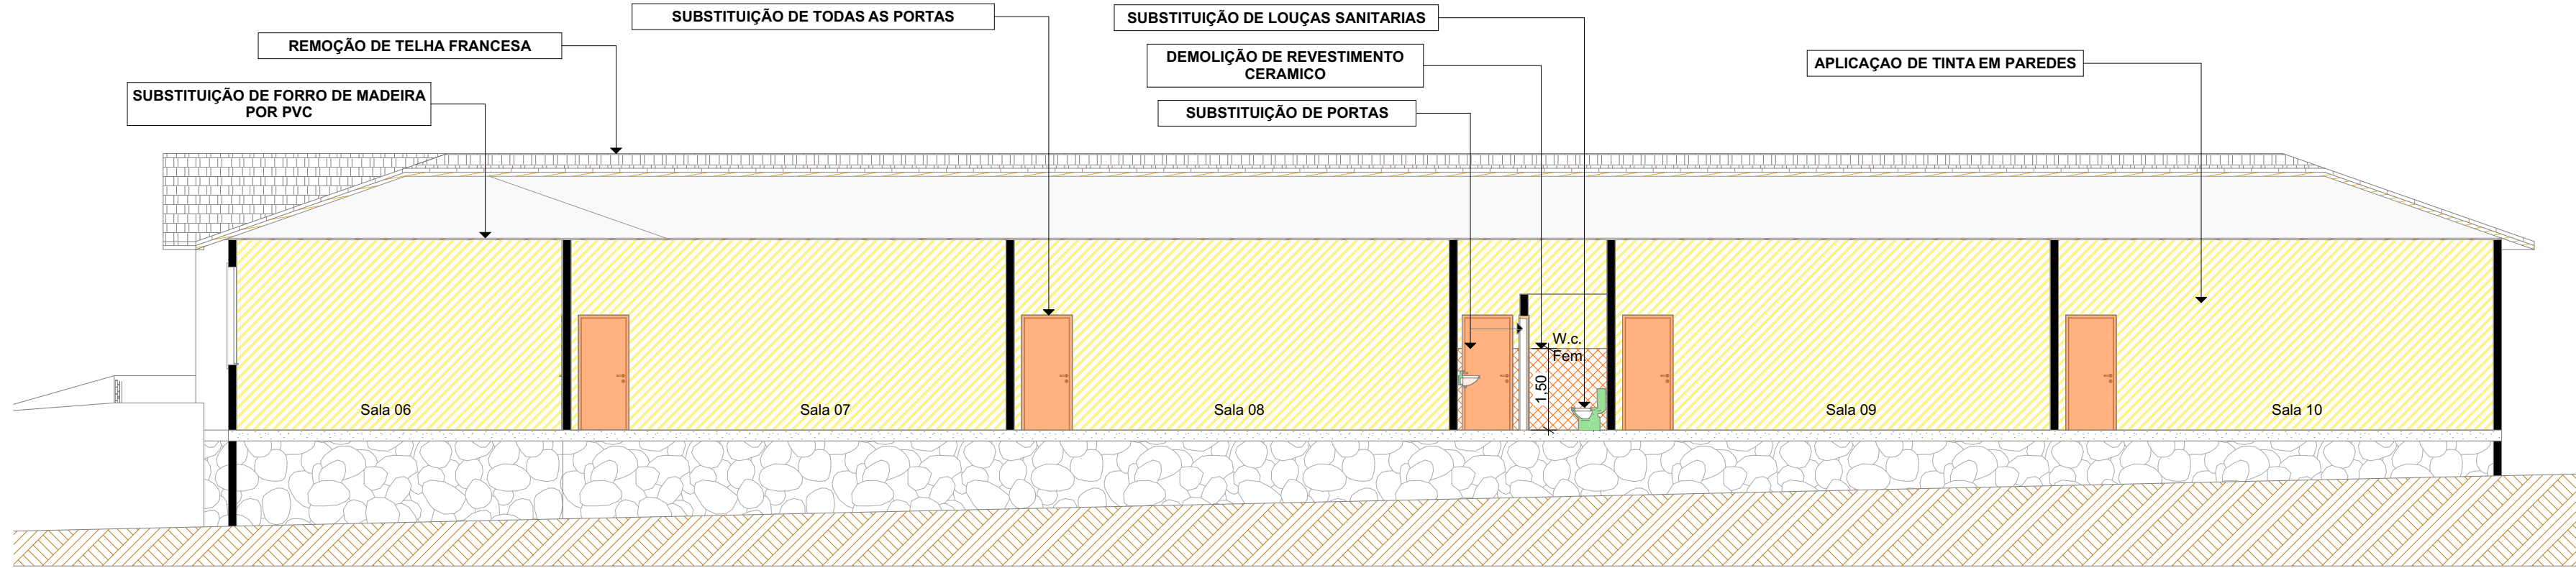 SUBSTITUIÇÃO DE TODAS AS PORTAS
SUBSTITUIÇÃO DE LOUÇAS SANITARIAS
REMOÇÃO DE TELHA FRANCESA
DEMOLIÇÃO DE REVESTIMENTO
CERAMICO
APLICAÇAO DE TINTA EM PAREDES
SUBSTITUIÇÃO DE FORRO DE MADEIRA
POR PVC
SUBSTITUIÇÃO DE PORTAS
W.c.
Fem.
1,50
Sala 06
Sala 07
Sala 08
Sala 09
Sala 10